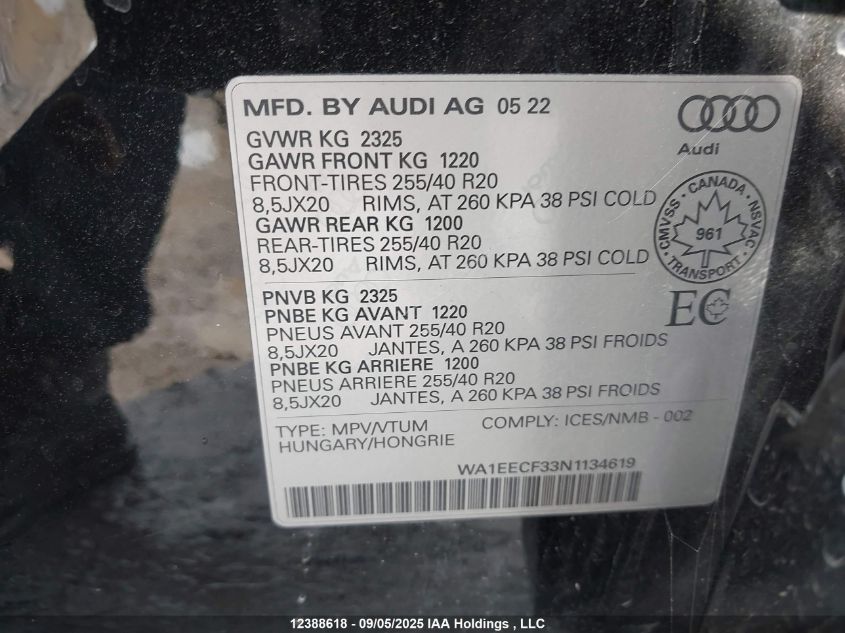 MFD. BY AUDI AG 05 22
GVWR KG 2325
GAWR FRONT KG 1220
FRONT-TIRES 255/40 R20
8,5JX20 RIMS, AT 260 KPA 38 PSI COLD
GAWR REAR KG 1200
REAR-TIRES 255/40 R20
8,5JX20 RIMS, AT 260 KPA 38 PSI COLD
Audi
CANADA
CMVSS 961 NSVAC
TRANSPORT
EC
PNVB KG 2325
PNBE KG AVANT 1220
PNEUS AVANT 255/40 R20
8,5JX20 JANTES, A 260 KPA 38 PSI FROIDS
PNBE KG ARRIERE 1200
PNEUS ARRIERE 255/40 R20
8,5JX20 JANTES, A 260 KPA 38 PSI FROIDS
TYPE: MPV/VTUM COMPLY: ICES/NMB - 002
HUNGARY/HONGRIE
WA1EECF33N1134619
12388618 - 09/05/2025 IAA Holdings , LLC